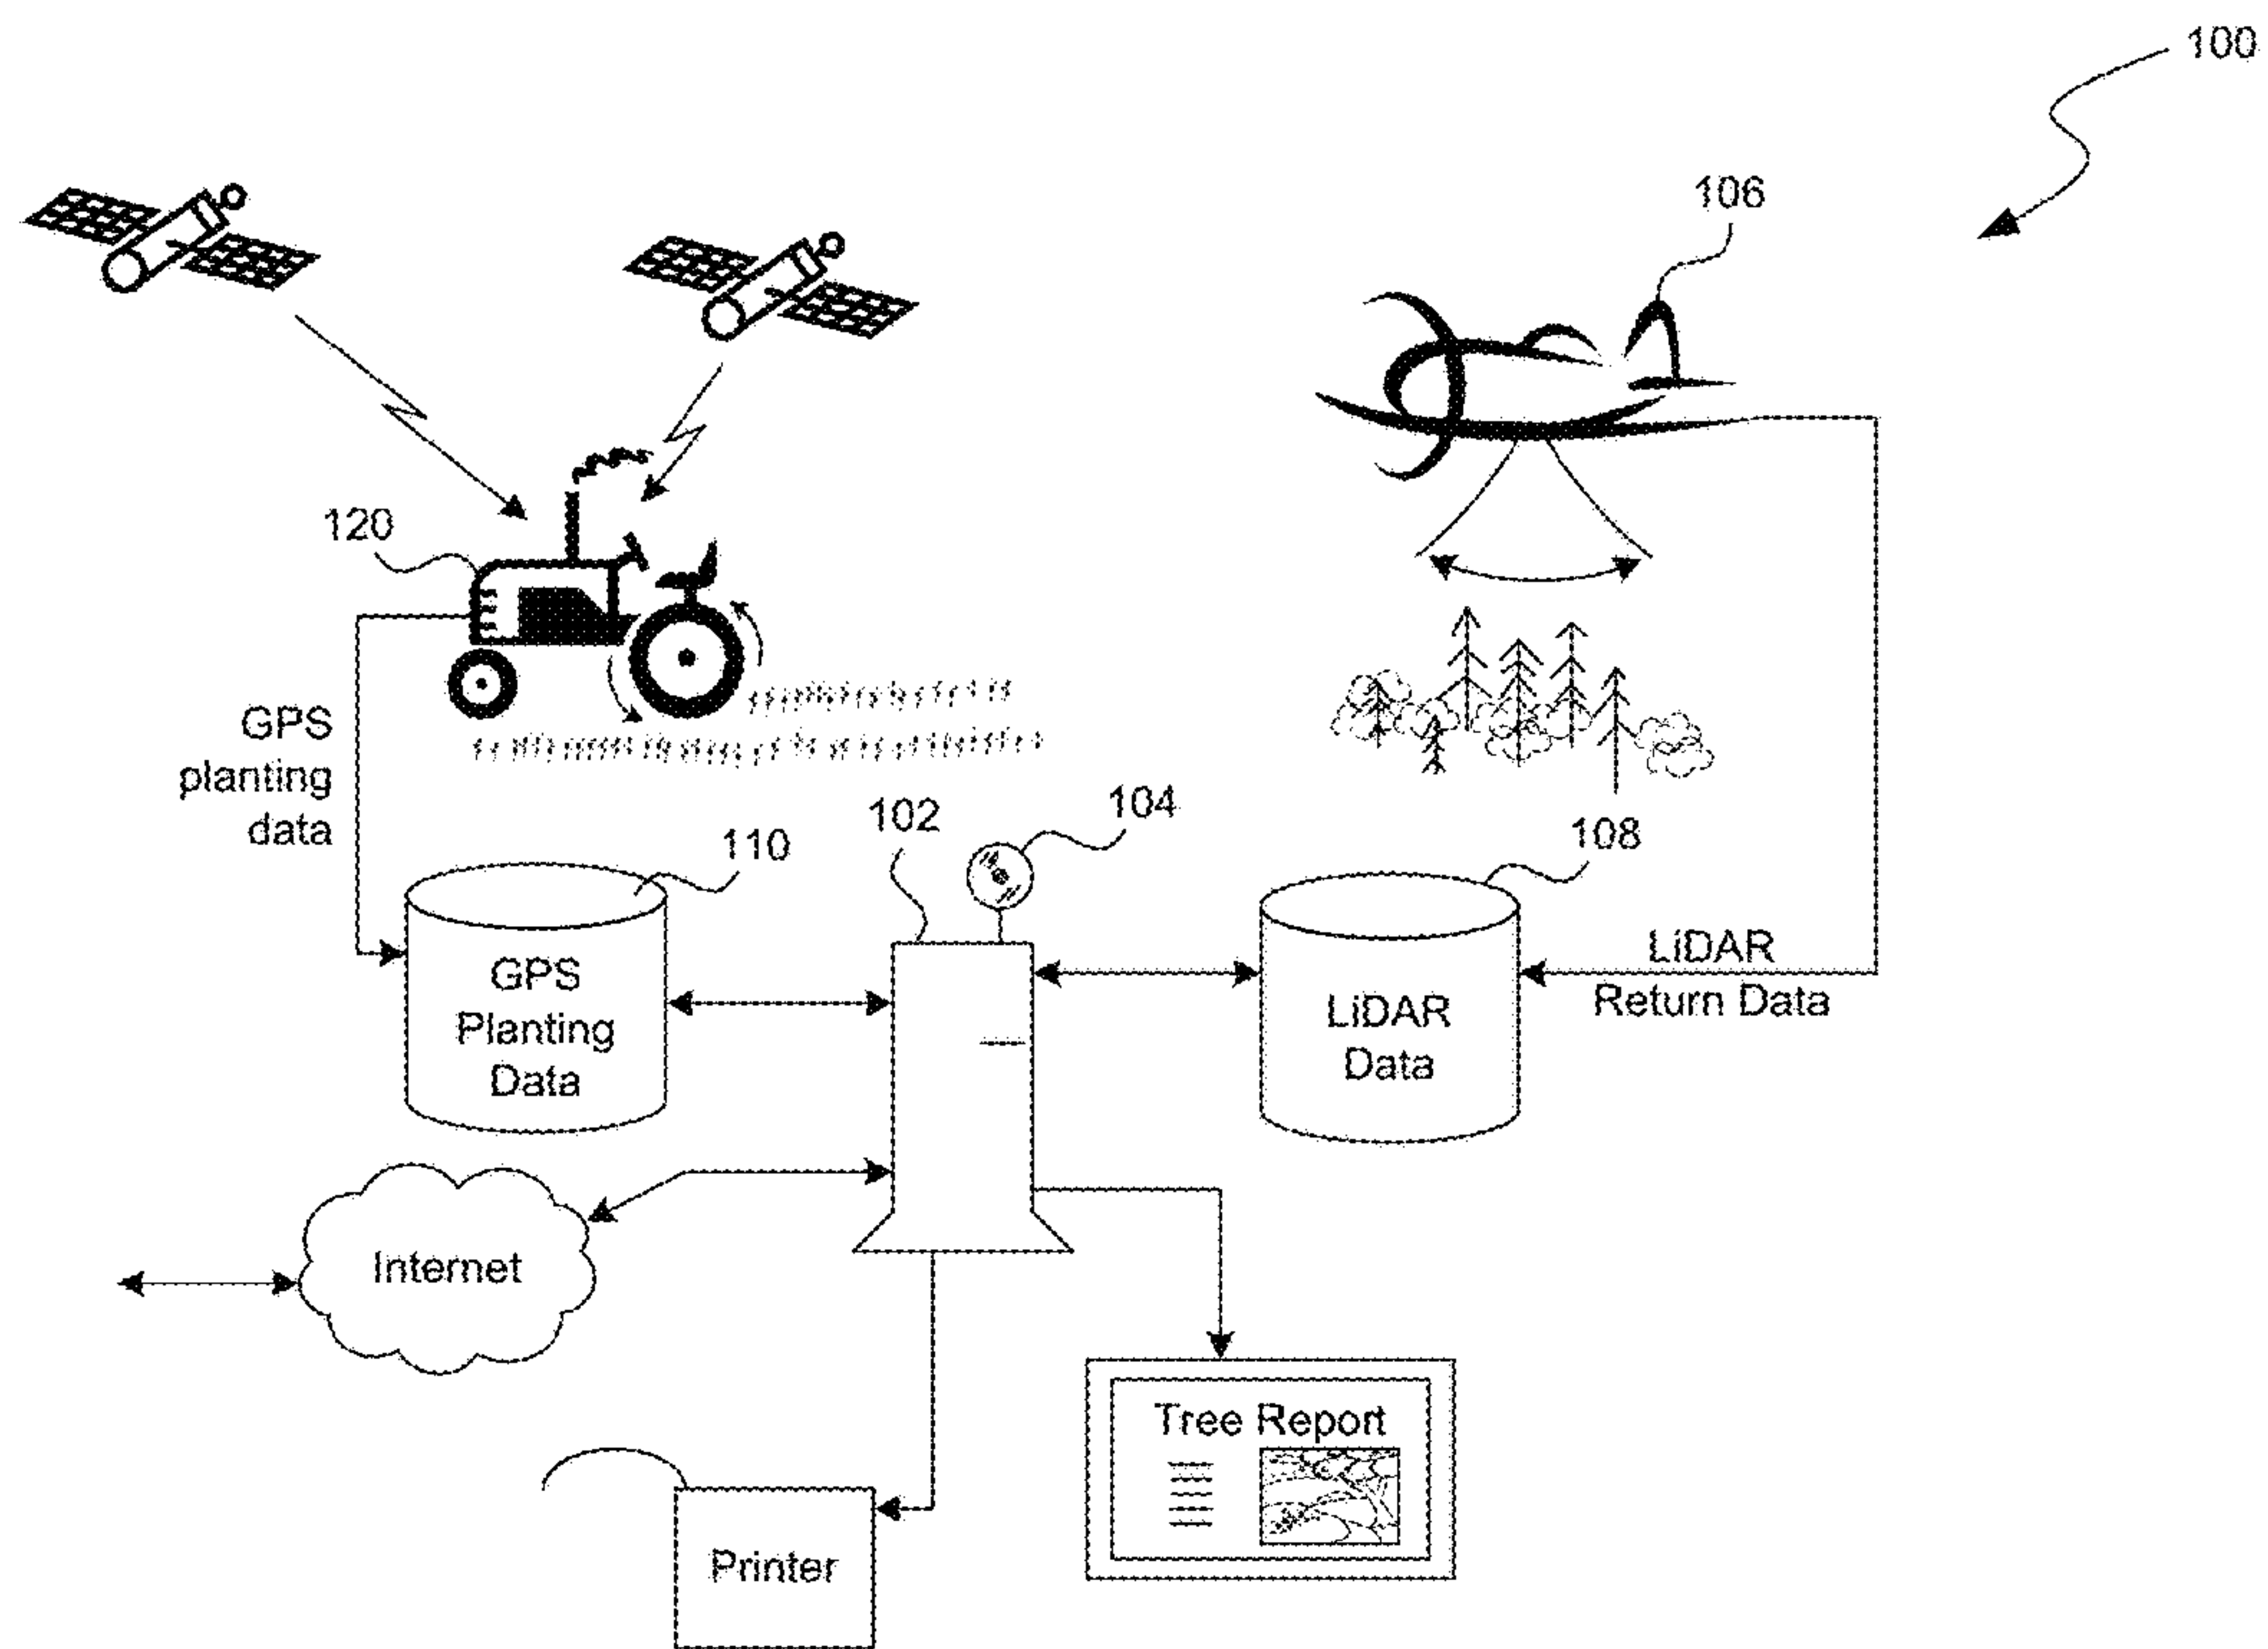 100
106
120
GPS
planting
data
102
104
110
108
GPS
Planting
Data
LiDAR
Data
LiDAR
Return Data
Internet
Tree Report
Printer